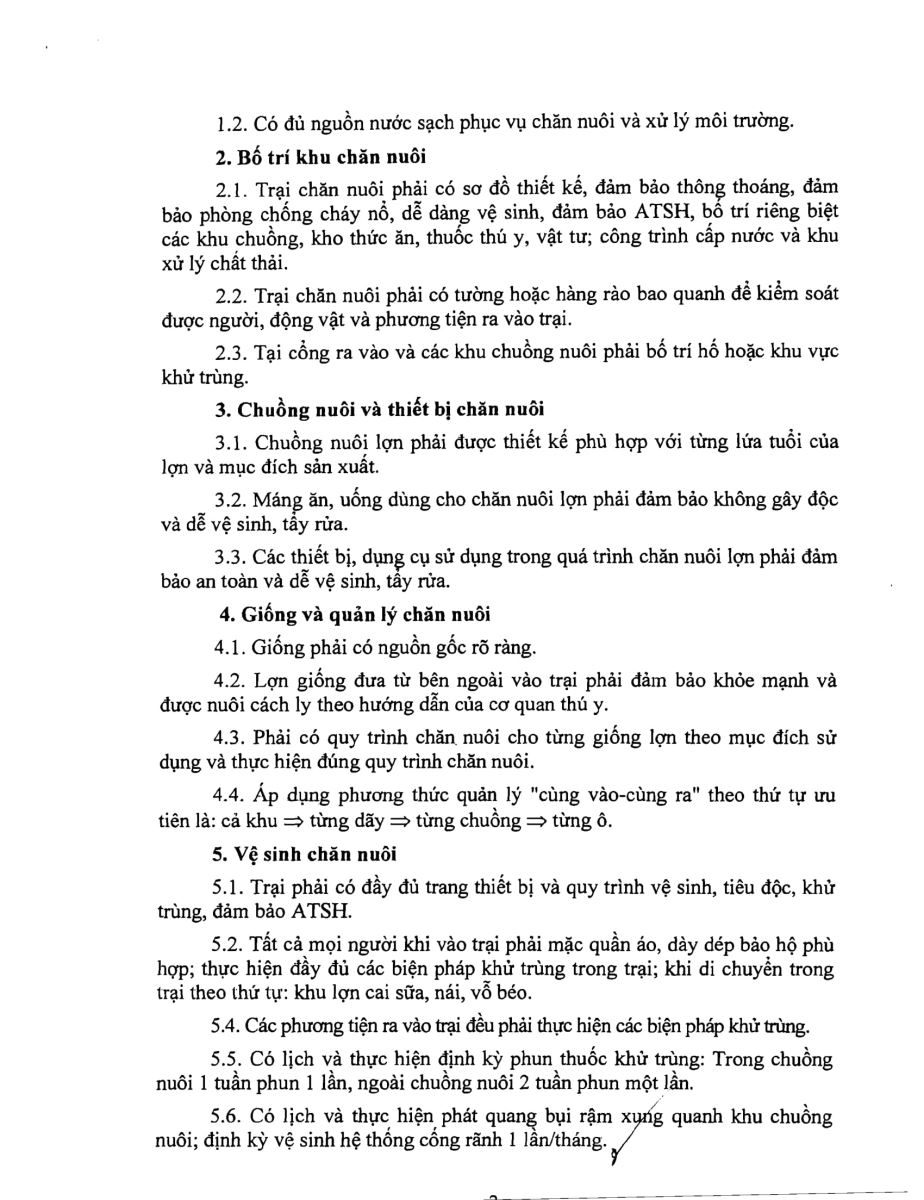 1.2. Có đủ nguồn nước sạch phục vụ chăn nuôi và xử lý môi trường.
2. Bố trí khu chăn nuôi
2.1. Trại chăn nuôi phải có sơ đồ thiết kế, đảm bảo thông thoáng, đảm
bảo phòng chống cháy nổ, dễ dàng vệ sinh, đảm bảo ATSH, bố trí riêng biệt
các khu chuồng, kho thức ăn, thuốc thú y, vật tư; công trình cấp nước và khu
xử lý chất thải.
2.2. Trại chăn nuôi phải có tường hoặc hàng rào bao quanh để kiểm soát
được người, động vật và phương tiện ra vào trại.
2.3. Tại cổng ra vào và các khu chuồng nuôi phải bố trí hố hoặc khu vực
khử trùng.
3. Chuồng nuôi và thiết bị chăn nuôi
3.1. Chuồng nuôi lợn phải được thiết kế phù hợp với từng lứa tuổi của
lợn và mục đích sản xuất.
3.2. Máng ăn, uống dùng cho chăn nuôi lợn phải đảm bảo không gây độc
và dễ vệ sinh, tẩy rửa.
3.3. Các thiết bị, dụng cụ sử dụng trong quá trình chăn nuôi lợn phải đảm
bảo an toàn và dễ vệ sinh, tẩy rửa.
4. Giống và quản lý chăn nuôi
4.1. Giống phải có nguồn gốc rõ ràng.
4.2. Lợn giống đưa từ bên ngoài vào trại phải đảm bảo khỏe mạnh và
được nuôi cách ly theo hướng dẫn của cơ quan thú y.
4.3. Phải có quy trình chăn nuôi cho từng giống lợn theo mục đích sử
dụng và thực hiện đúng quy trình chăn nuôi.
4.4. Áp dụng phương thức quản lý "cùng vào-cùng ra" theo thứ tự ưu
tiên là: cả khu ⇒ từng dãy ⇒ từng chuồng ⇒ từng ô.
5. Vệ sinh chăn nuôi
5.1. Trại phải có đầy đủ trang thiết bị và quy trình vệ sinh, tiêu độc, khử
trùng, đảm bảo ATSH.
5.2. Tất cả mọi người khi vào trại phải mặc quần áo, dày dép bảo hộ phù
hợp; thực hiện đầy đủ các biện pháp khử trùng trong trại; khi di chuyển trong
trại theo thứ tự: khu lợn cai sữa, nái, vỗ béo.
5.4. Các phương tiện ra vào trại đều phải thực hiện các biện pháp khử trùng.
5.5. Có lịch và thực hiện định kỳ phun thuốc khử trùng: Trong chuồng
nuôi 1 tuần phun 1 lần, ngoài chuồng nuôi 2 tuần phun một lần.
5.6. Có lịch và thực hiện phát quang bụi rậm xung quanh khu chuồng
nuôi; định kỳ vệ sinh hệ thống cống rãnh 1 lần/tháng.